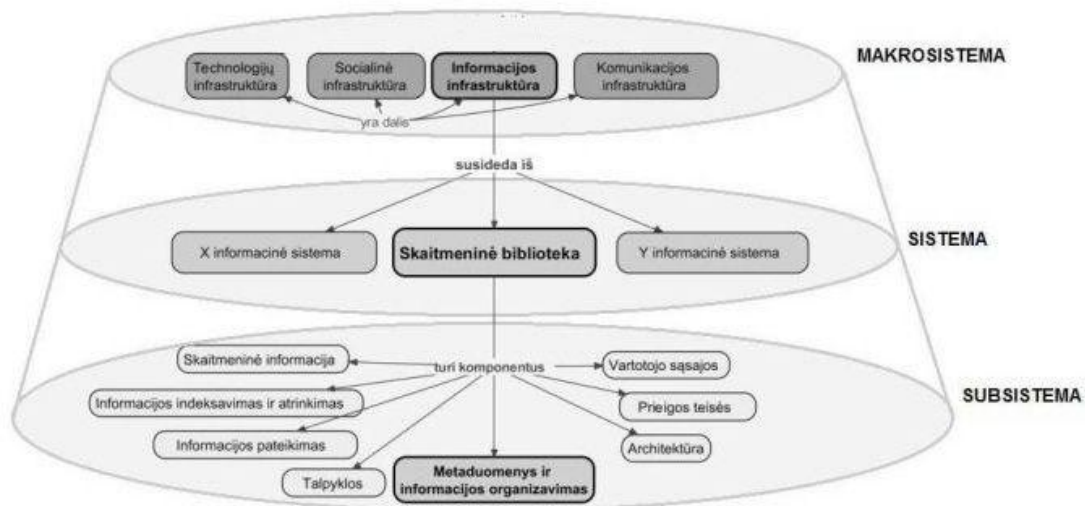 MAKROSISTEMA
Technologijų
infrastruktūra
Socialinė
infrastruktūra
Informacijos
infrastruktūra
Komunikacijos
infrastruktūra
yra dalis
susideda iš
SISTEMA
X informacinė sistema
Skaitmeninė biblioteka
Y informacinė sistema
Skaitmeninė informacija
turi komponentus
Vartotojo sąsajos
SUBSISTEMA
Informacijos indeksavimas ir atrinkimas
Prieigos teisės
Informacijos pateikimas
Architektūra
Talpyklos
Metaduomenys ir
informacijos organizavimas